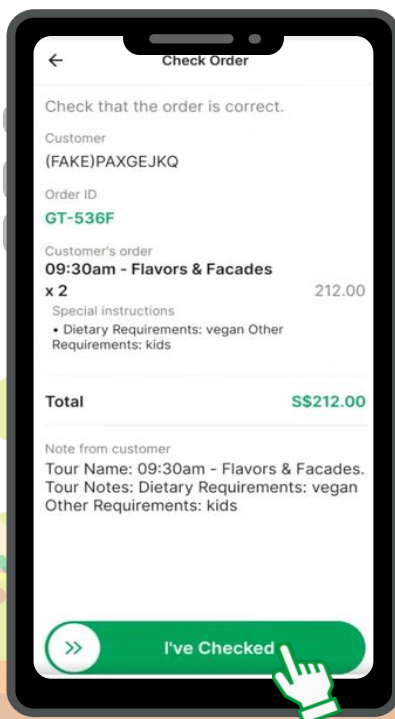 Check Order
Check that the order is correct.
Customer
(FAKE)PAXGEJKQ
Order ID
GT-536F
Customer's order
09:30am - Flavors & Facades
x 2 212.00
Special instructions
• Dietary Requirements: vegan Other
Requirements: kids
Total S$212.00
Note from customer
Tour Name: 09:30am - Flavors & Facades.
Tour Notes: Dietary Requirements: vegan
Other Requirements: kids
I've Checked